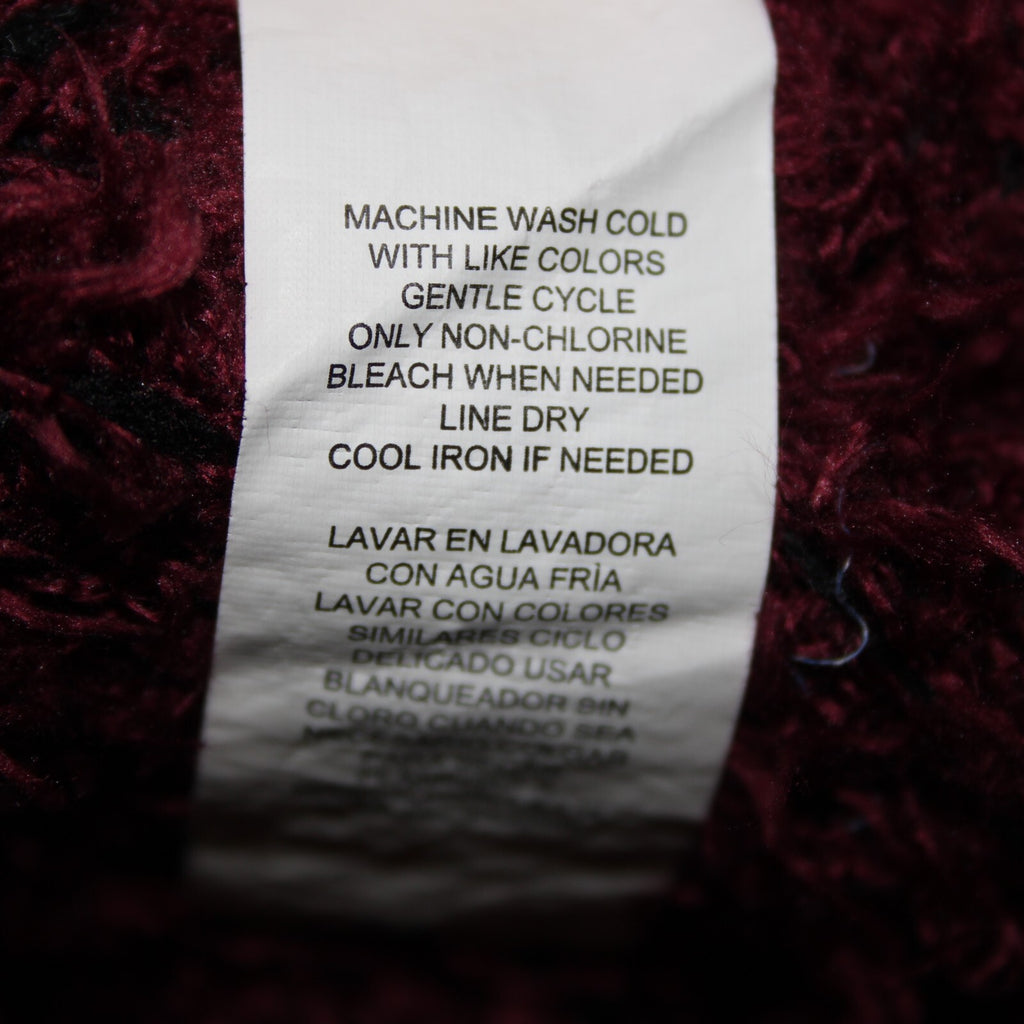 MACHINE WASH COLD
WITH LIKE COLORS
GENTLE CYCLE
ONLY NON-CHLORINE
BLEACH WHEN NEEDED
LINE DRY
COOL IRON IF NEEDED
LAVAR EN LAVADORA
CON AGUA FRÌA
LAVAR CON COLORES
SIMILARES CICLO
DELICADO USAR
BLANQUEADOR SIN
CLORO CUANDO SEA